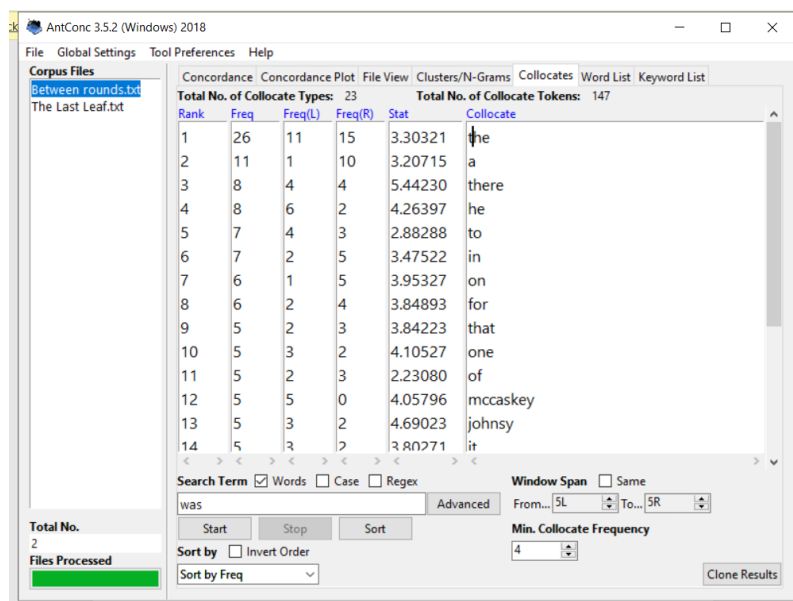 AntConc 3.5.2 (Windows) 2018
File Global Settings Tool Preferences Help
Corpus Files
Between rounds.txt
The Last Leaf.txt
Concordance Concordance Plot File View Clusters/N-Grams Collocates Word List Keyword List
Total No. of Collocate Types: 23 Total No. of Collocate Tokens: 147
Rank Freq Freq(L) Freq(R) Stat Collocate
1 26 11 15 3.30321 the
2 11 1 10 3.20715 a
3 8 4 4 5.44230 there
4 8 6 2 4.26397 he
5 7 4 3 2.88288 to
6 7 2 5 3.47522 in
7 6 1 5 3.95327 on
8 6 2 4 3.84893 for
9 5 2 3 3.84223 that
10 5 3 2 4.10527 one
11 5 2 3 2.23080 of
12 5 5 0 4.05796 mccaskey
13 5 3 2 4.69023 johnsy
14 5 3 2 3.80271 it
Search Term Words Case Regex Window Span Same
was Advanced From... 5L To... 5R
Start Stop Sort Min. Collocate Frequency
Sort by Invert Order 4
Sort by Freq Clone Results
Total No.
2
Files Processed